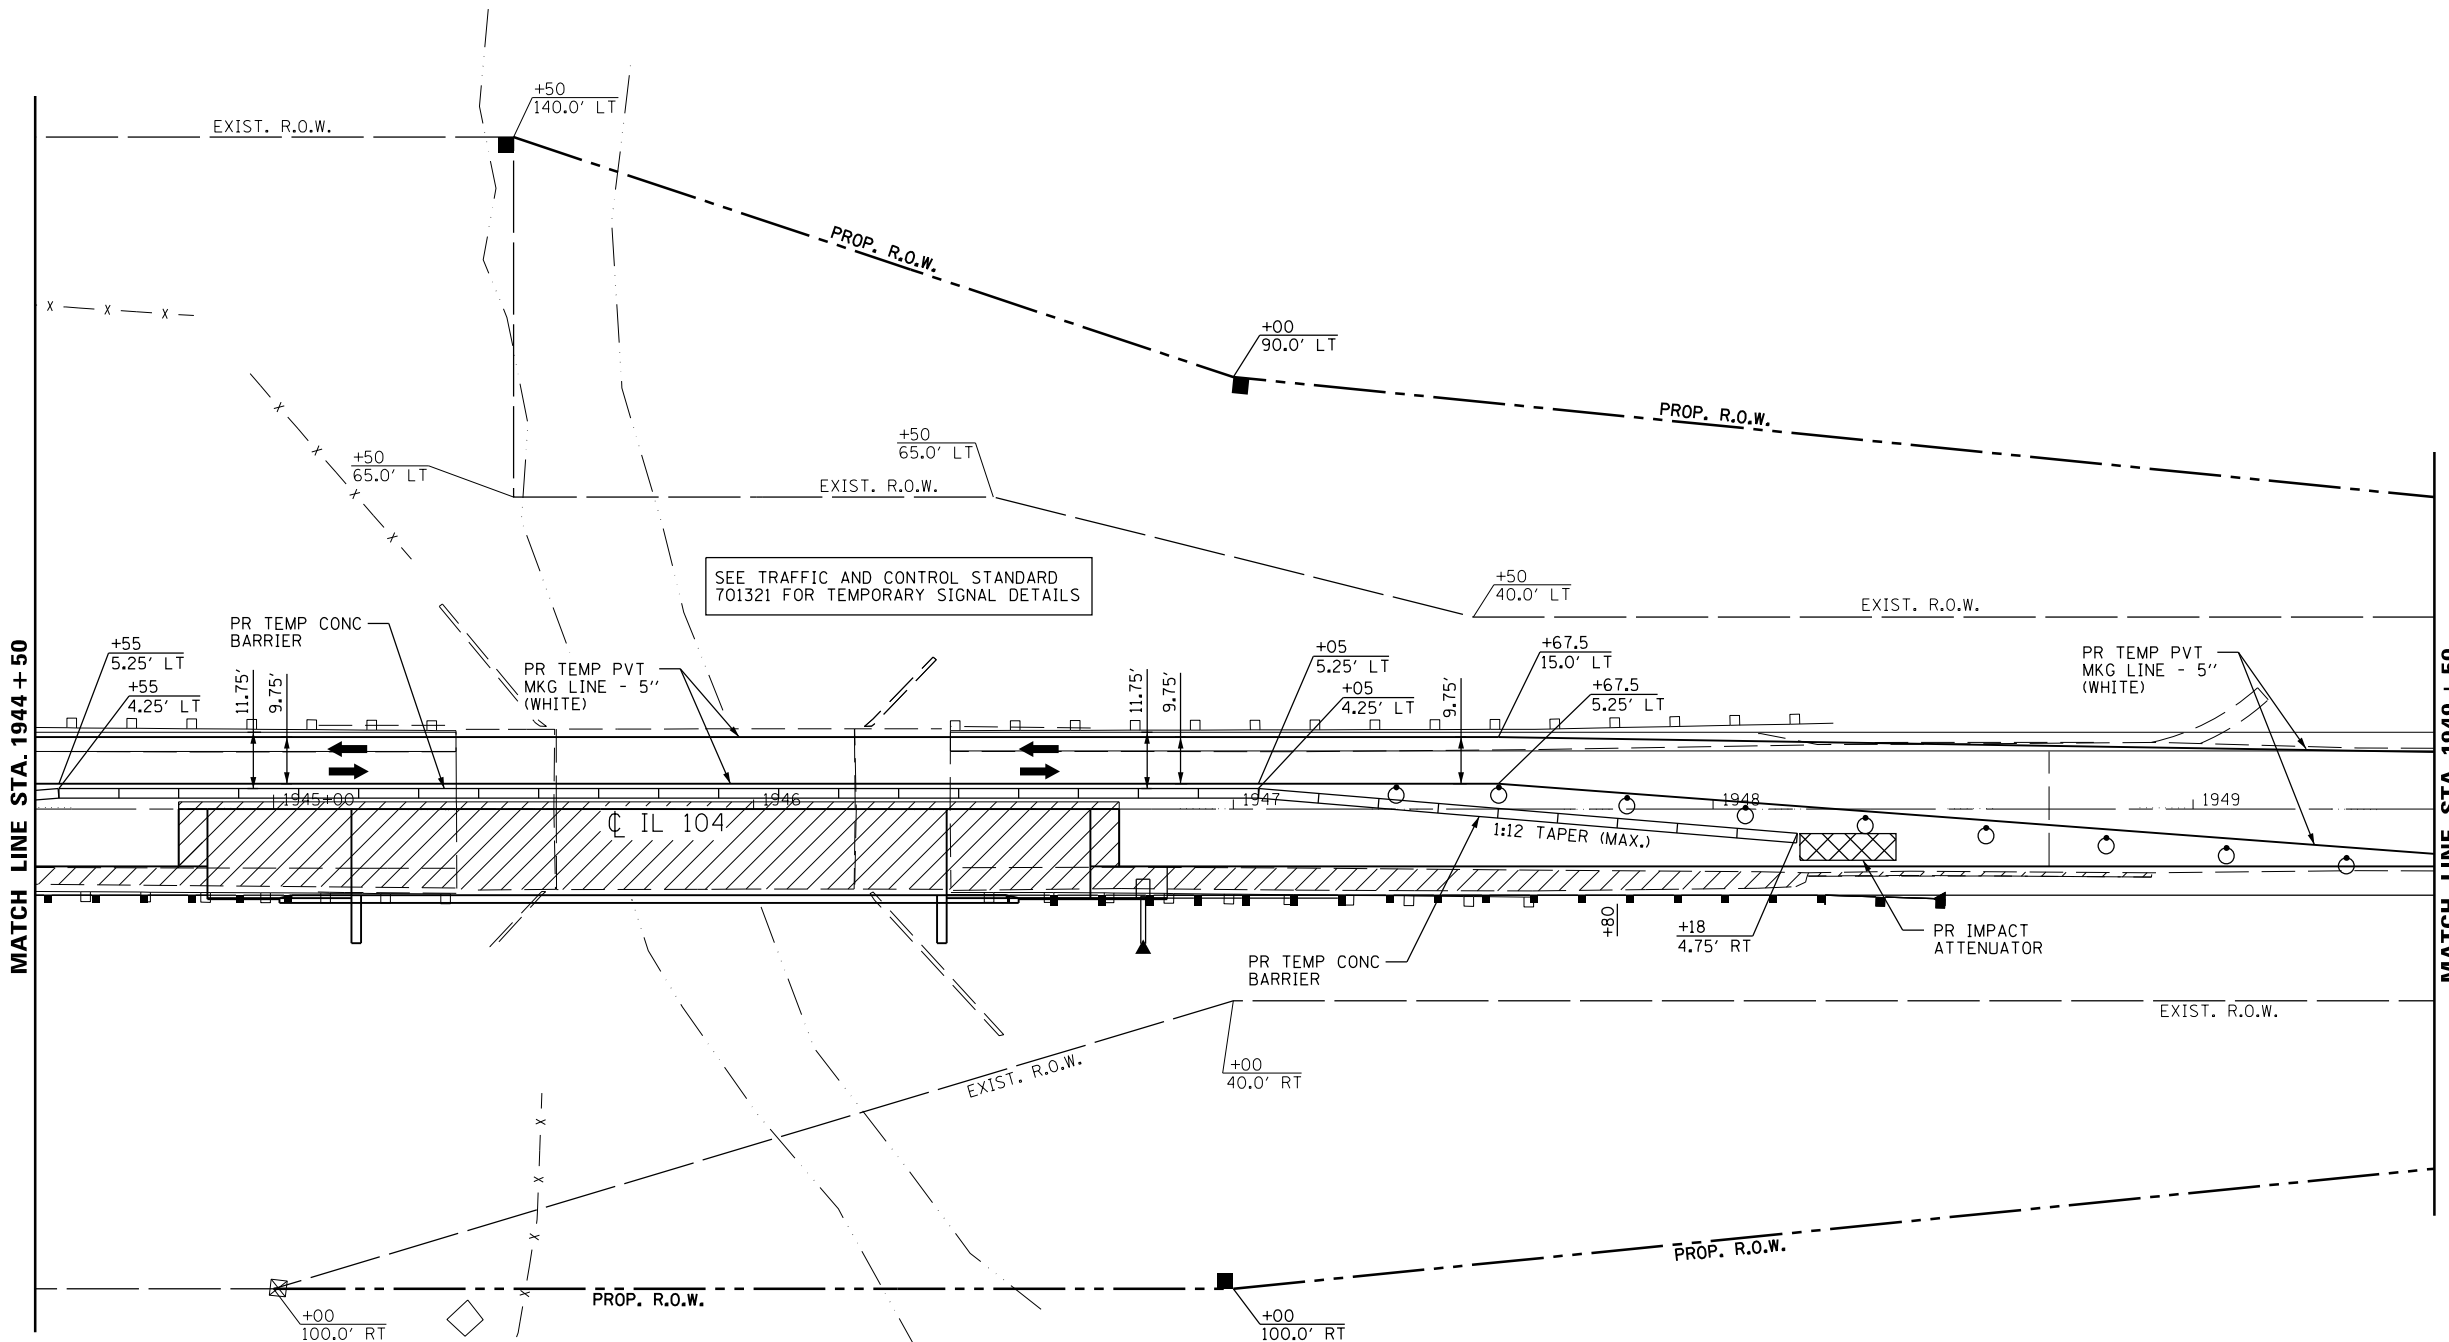 +50
140.0' LT
EXIST. R.O.W.
PROP. R.O.W.
+00
90.0' LT
PROP. R.O.W.
+50
65.0' LT
+50
65.0' LT
EXIST. R.O.W.
SEE TRAFFIC AND CONTROL STANDARD
701321 FOR TEMPORARY SIGNAL DETAILS
+50
40.0' LT
EXIST. R.O.W.
PR TEMP CONC
BARRIER
+55
5.25' LT
+55
4.25' LT
11.75'
9.75'
PR TEMP PVT
MKG LINE - 5''
(WHITE)
11.75'
9.75'
+05
5.25' LT
+05
4.25' LT
9.75'
+67.5
15.0' LT
+67.5
5.25' LT
PR TEMP PVT
MKG LINE - 5''
(WHITE)
MATCH LINE STA. 1944 + 50
MATCH LINE STA. 1949 + 50
1945+00
1946
1947
1948
1949
℄ IL 104
1:12 TAPER (MAX.)
+80
+18
4.75' RT
PR IMPACT
ATTENUATOR
PR TEMP CONC
BARRIER
EXIST. R.O.W.
+00
40.0' RT
EXIST. R.O.W.
PROP. R.O.W.
PROP. R.O.W.
+00
100.0' RT
+00
100.0' RT